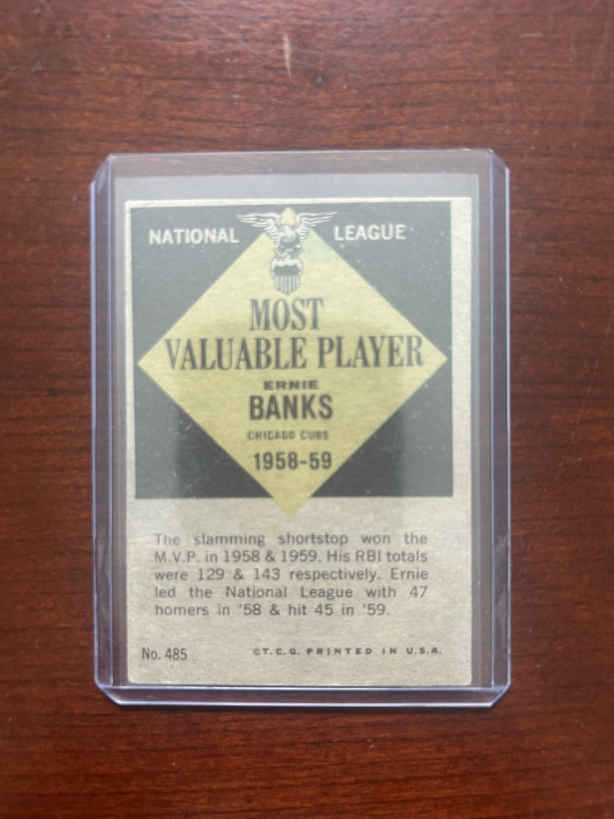 NATIONAL LEAGUE
MOST
VALUABLE PLAYER
ERNIE
BANKS
CHICAGO CUBS
1958-59
The slamming shortstop won the
M.V.P. in 1958 & 1959. His RBI totals
were 129 & 143 respectively. Ernie
led the National League with 47
homers in '58 & hit 45 in '59.
No. 485 ©T.C.G. PRINTED IN U.S.A.